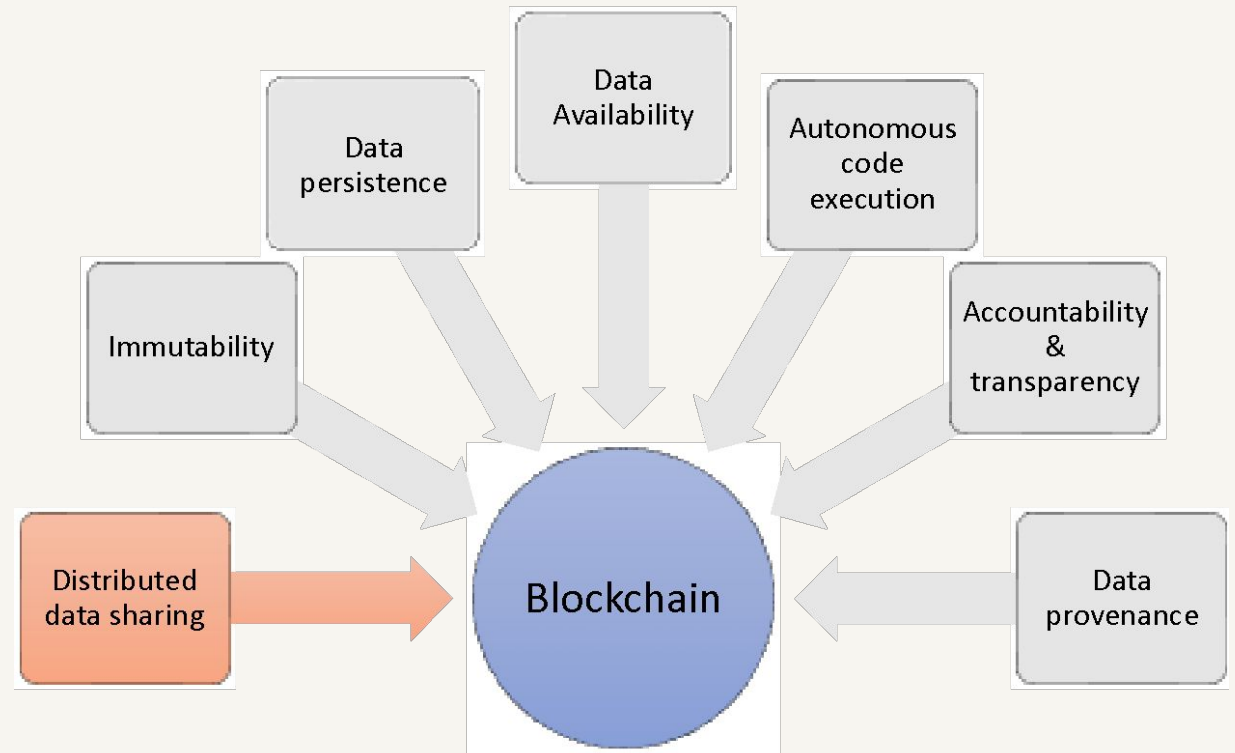 Data
Availability
Data
persistence
Autonomous
code
execution
Immutability
Accountability
&
transparency
Distributed
data sharing
Blockchain
Data
provenance